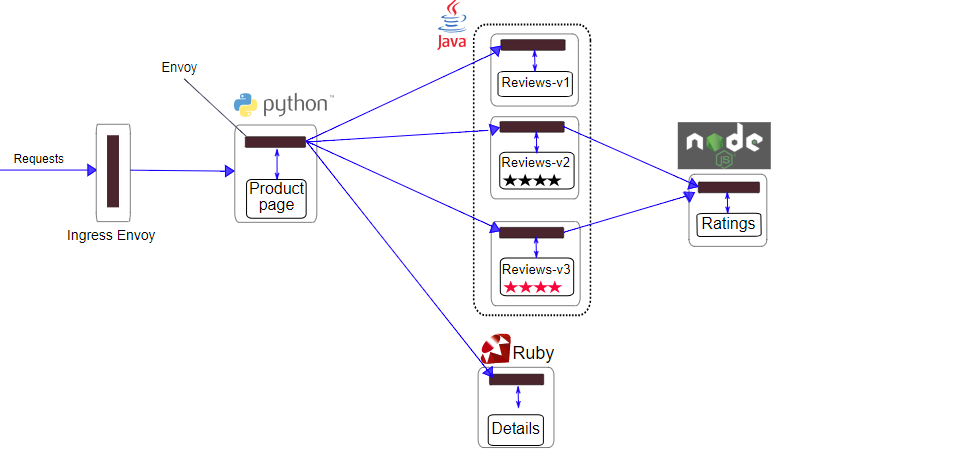 Java
Envoy
python™
Requests
Ingress Envoy
Product
page
Reviews-v1
Reviews-v2
Reviews-v3
node
JS
Ratings
Ruby
Details